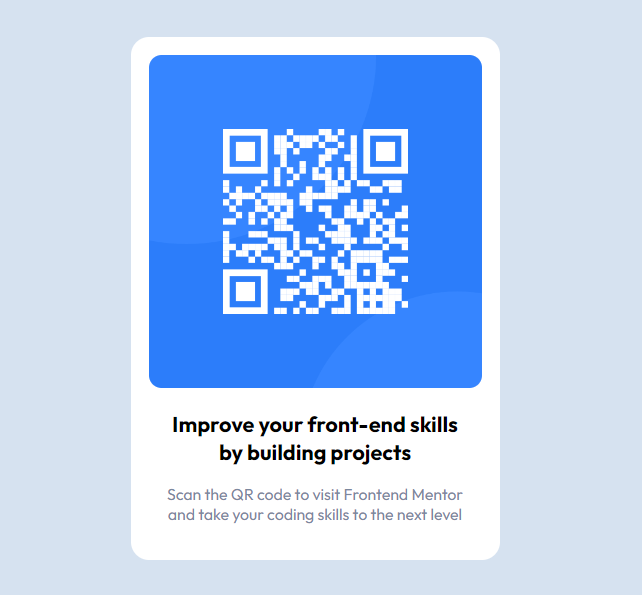 Improve your front-end skills
by building projects
Scan the QR code to visit Frontend Mentor
and take your coding skills to the next level